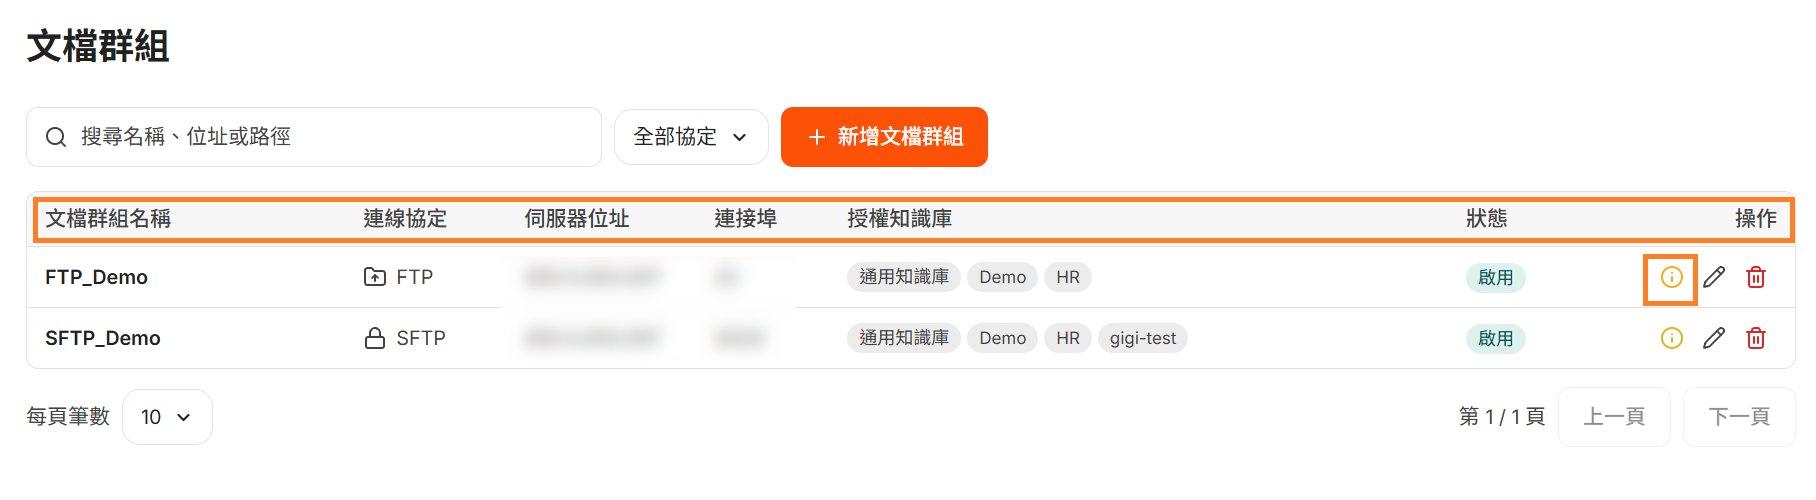 文檔群組
搜尋名稱、位址或路徑 全部協定 新增文檔群組
文檔群組名稱 連線協定 伺服器位址 連接埠 授權知識庫 狀態 操作
FTP_Demo FTP 通用知識庫 Demo HR 啟用
SFTP_Demo SFTP 通用知識庫 Demo HR gigi-test 啟用
每頁筆數 10 第 1 / 1 頁 上一頁 下一頁